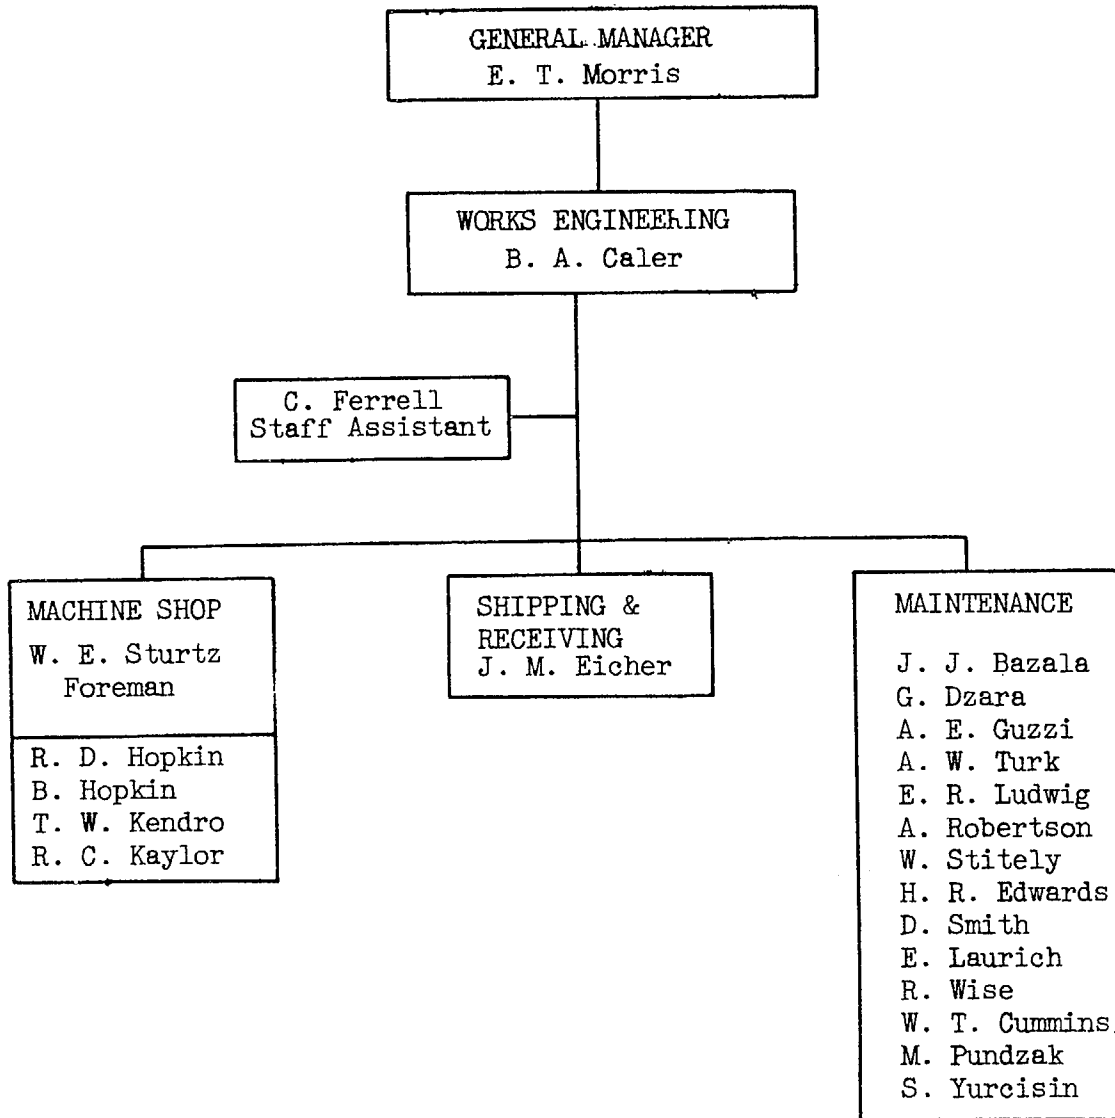 GENERAL MANAGER
E. T. Morris
WORKS ENGINEERING
B. A. Caler
C. Ferrell
Staff Assistant
MACHINE SHOP
W. E. Sturtz
Foreman
R. D. Hopkin
B. Hopkin
T. W. Kendro
R. C. Kaylor
SHIPPING &
RECEIVING
J. M. Eicher
MAINTENANCE
J. J. Bazala
G. Dzara
A. E. Guzzi
A. W. Turk
E. R. Ludwig
A. Robertson
W. Stitely
H. R. Edwards
D. Smith
E. Laurich
R. Wise
W. T. Cummins
M. Pundzak
S. Yurcisin